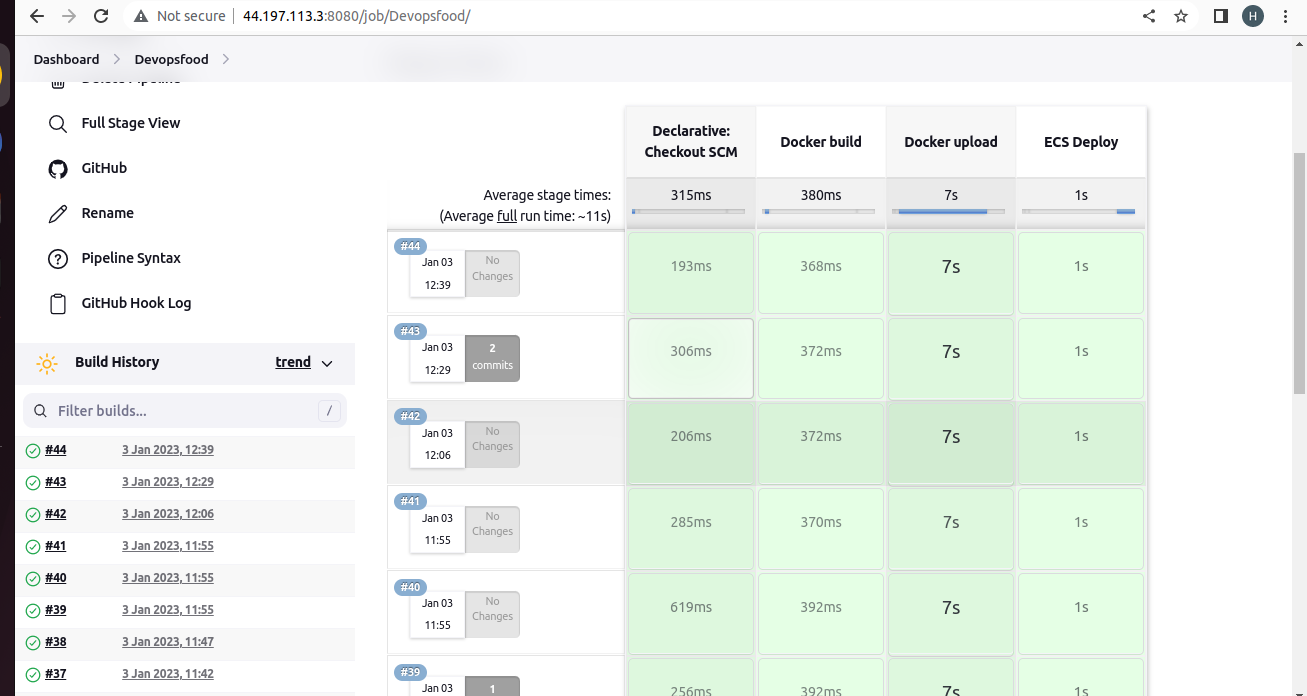 Not secure
44.197.113.3:8080/job/Devopsfood/
H
Dashboard
Devopsfood
Delete Pipeline
Full Stage View
GitHub
Rename
Pipeline Syntax
GitHub Hook Log
Build History
trend
Filter builds...
/
#44 3 Jan 2023, 12:39
#43 3 Jan 2023, 12:29
#42 3 Jan 2023, 12:06
#41 3 Jan 2023, 11:55
#40 3 Jan 2023, 11:55
#39 3 Jan 2023, 11:55
#38 3 Jan 2023, 11:47
#37 3 Jan 2023, 11:42
Declarative:
Checkout SCM
Docker build
Docker upload
ECS Deploy
Average stage times:
(Average full run time: ~11s)
315ms
380ms
7s
1s
#44
Jan 03
12:39
No
Changes
193ms
368ms
7s
1s
#43
Jan 03
12:29
2
commits
306ms
372ms
7s
1s
#42
Jan 03
12:06
No
Changes
206ms
372ms
7s
1s
#41
Jan 03
11:55
No
Changes
285ms
370ms
7s
1s
#40
Jan 03
11:55
No
Changes
619ms
392ms
7s
1s
#39
Jan 03
1
256ms
392ms
7s
1s